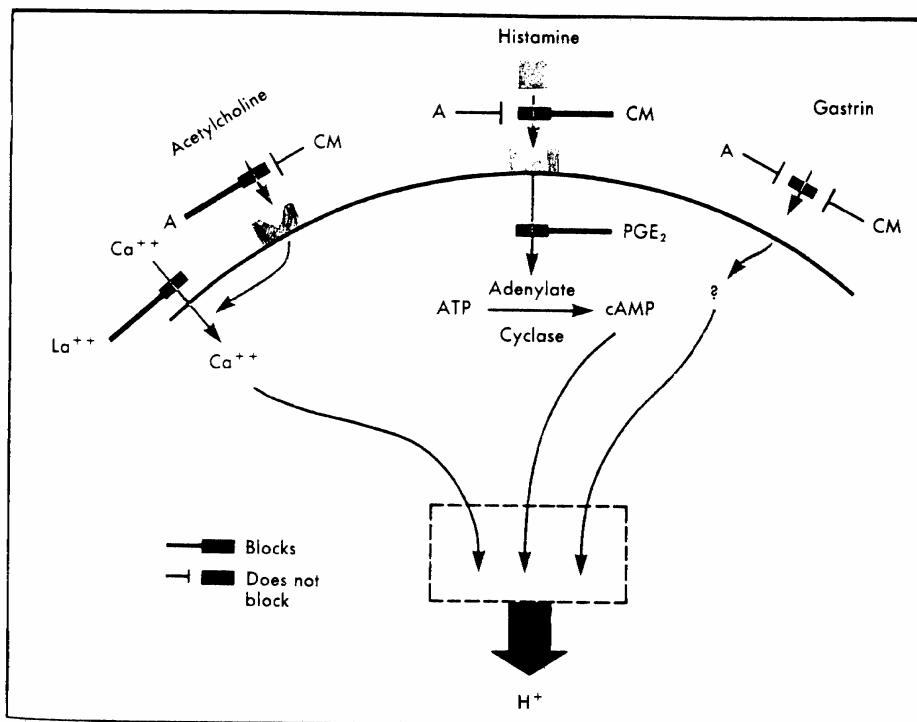 Histamine
A
CM
Gastrin
Acetylcholine
CM
A
A
CM
PGE₂
Ca⁺⁺
La⁺⁺
Ca⁺⁺
ATP
Adenylate
Cyclase
cAMP
?
Blocks
Does not
block
H⁺